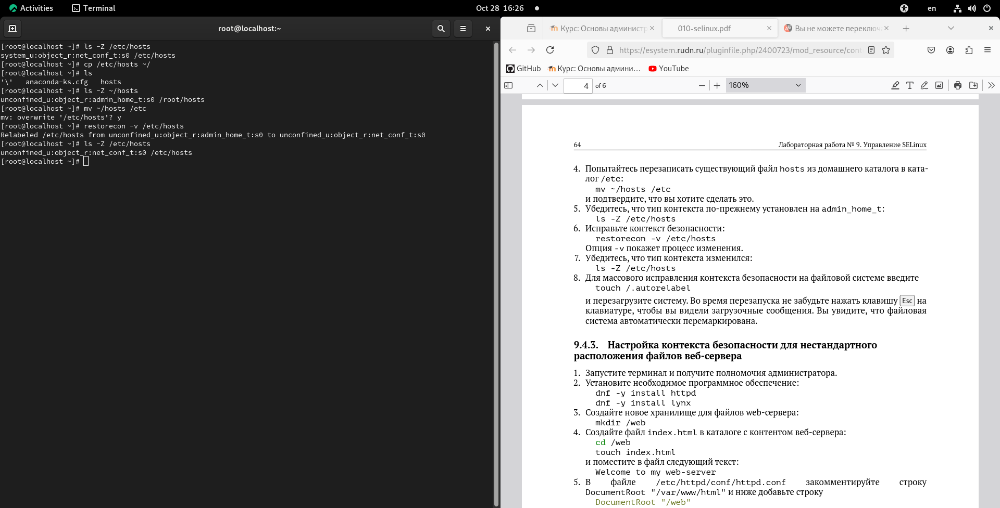 Activities
Terminal
Oct 28 16:26
en
root@localhost:~
[root@localhost ~]# ls -Z /etc/hosts
system_u:object_r:net_conf_t:s0 /etc/hosts
[root@localhost ~]# cp /etc/hosts ~/
[root@localhost ~]# ls
'\' anaconda-ks.cfg hosts
[root@localhost ~]# ls -Z ~/hosts
unconfined_u:object_r:admin_home_t:s0 /root/hosts
[root@localhost ~]# mv ~/hosts /etc
mv: overwrite '/etc/hosts'? y
[root@localhost ~]# restorecon -v /etc/hosts
Relabeled /etc/hosts from unconfined_u:object_r:admin_home_t:s0 to unconfined_u:object_r:net_conf_t:s0
[root@localhost ~]# ls -Z /etc/hosts
unconfined_u:object_r:net_conf_t:s0 /etc/hosts
[root@localhost ~]#
Курс: Основы администр
010-selinux.pdf
Вы не можете переключ
https://esystem.rudn.ru/pluginfile.php/2400723/mod_resource/cont
GitHub
Курс: Основы админи…
YouTube
4 of 6
160%
64 Лабораторная работа № 9. Управление SELinux
4. Попытайтесь перезаписать существующий файл hosts из домашнего каталога в ката-
лог /etc:
mv ~/hosts /etc
и подтвердите, что вы хотите сделать это.
5. Убедитесь, что тип контекста по-прежнему установлен на admin_home_t:
ls -Z /etc/hosts
6. Исправьте контекст безопасности:
restorecon -v /etc/hosts
Опция -v покажет процесс изменения.
7. Убедитесь, что тип контекста изменился:
ls -Z /etc/hosts
8. Для массового исправления контекста безопасности на файловой системе введите
touch /.autorelabel
и перезагрузите систему. Во время перезапуска не забудьте нажать клавишу Esc на
клавиатуре, чтобы вы видели загрузочные сообщения. Вы увидите, что файловая
система автоматически перемаркирована.
9.4.3. Настройка контекста безопасности для нестандартного
расположения файлов веб-сервера
1. Запустите терминал и получите полномочия администратора.
2. Установите необходимое программное обеспечение:
dnf -y install httpd
dnf -y install lynx
3. Создайте новое хранилище для файлов web-сервера:
mkdir /web
4. Создайте файл index.html в каталоге с контентом веб-сервера:
cd /web
touch index.html
и поместите в файл следующий текст:
Welcome to my web-server
5. В файле /etc/httpd/conf/httpd.conf закомментируйте строку
DocumentRoot "/var/www/html" и ниже добавьте строку
DocumentRoot "/web"